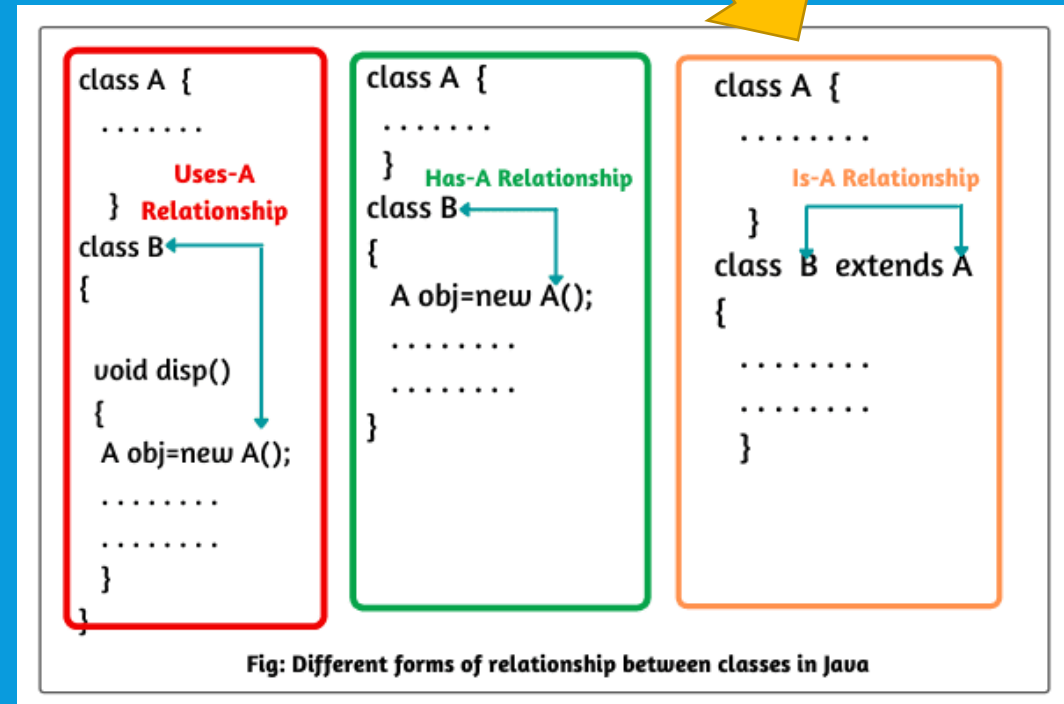 class A {
.......
Uses-A
} Relationship
class B
{
void disp()
{
A obj=new A();
........
........
}
}
class A {
.......
}
Has-A Relationship
class B
{
A obj=new A();
........
........
}
class A {
........
Is-A Relationship
}
class B extends A
{
........
........
}
Fig: Different forms of relationship between classes in Java